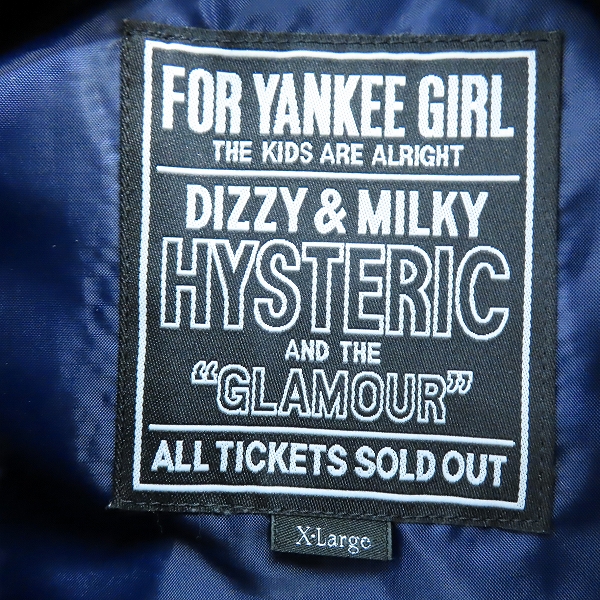 FOR YANKEE GIRL
THE KIDS ARE ALRIGHT
DIZZY & MILKY
HYSTERIC
AND THE
"GLAMOUR"
ALL TICKETS SOLD OUT
X-Large